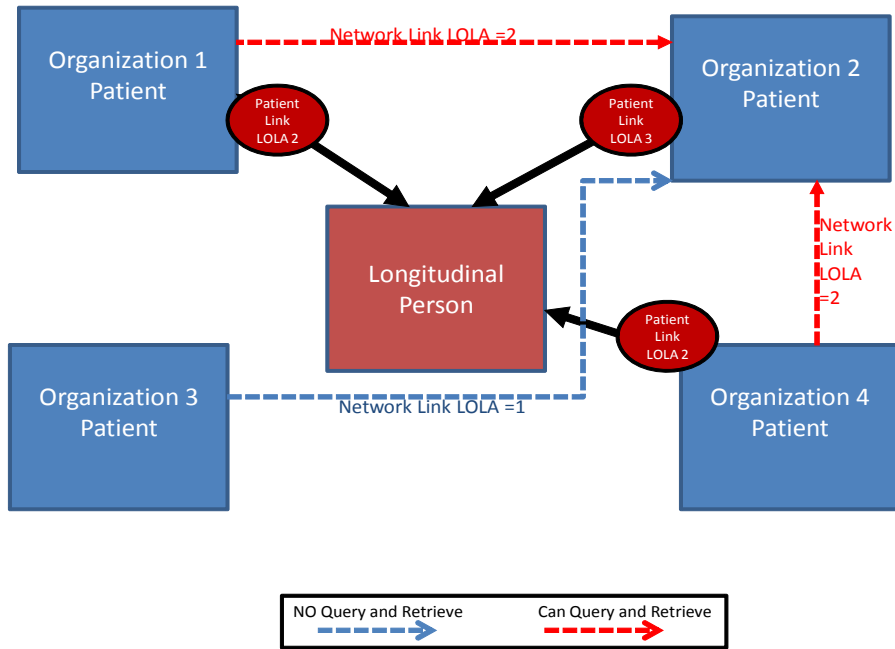 Network Link LOLA =2
Organization 1
Patient
Organization 2
Patient
Patient
Link
LOLA 2
Patient
Link
LOLA 3
Network
Link
LOLA
=2
Longitudinal
Person
Patient
Link
LOLA 2
Organization 3
Patient
Organization 4
Patient
Network Link LOLA =1
NO Query and Retrieve
Can Query and Retrieve